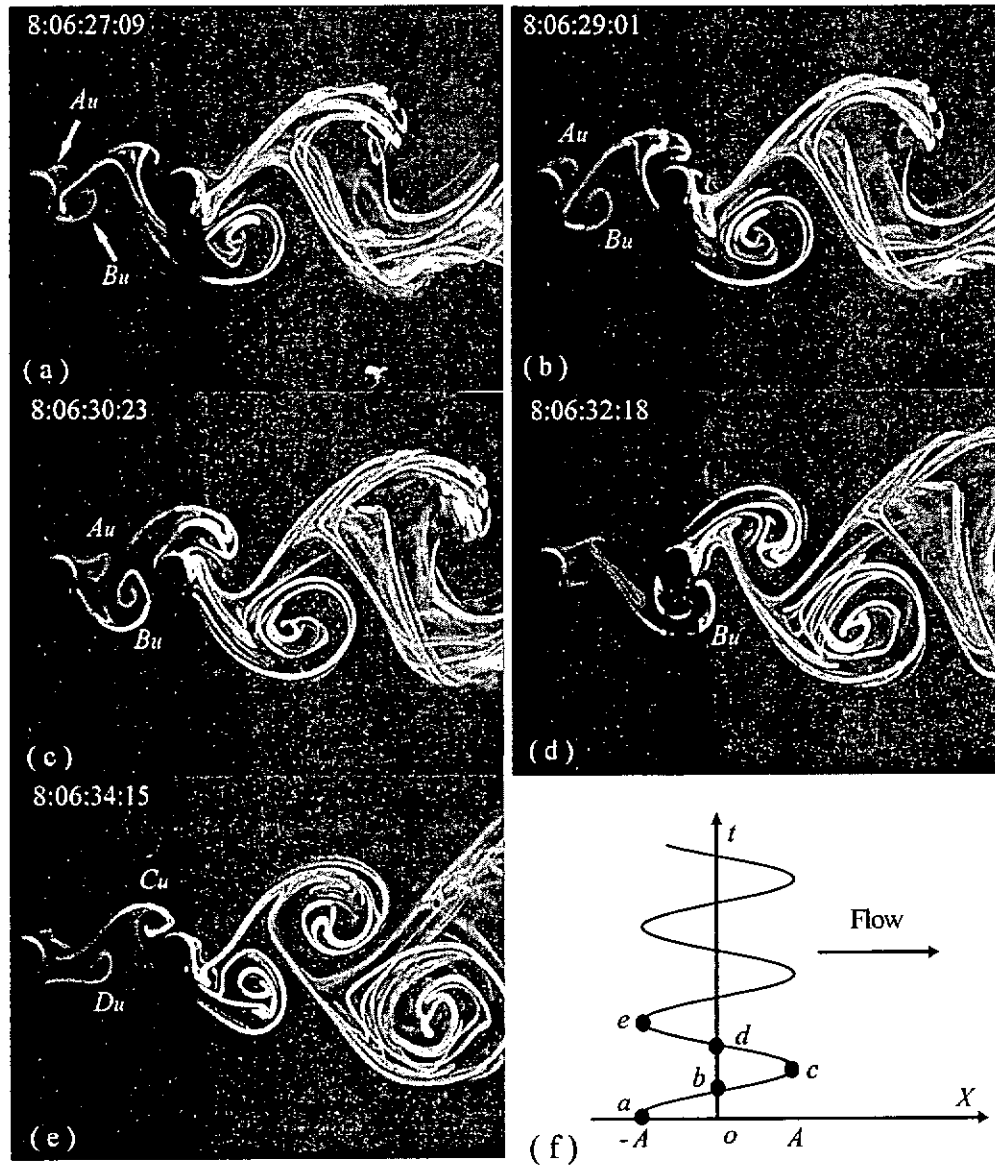 8:06:27:09
Au
Bu
( a )
8:06:29:01
Au
Bu
( b )
8:06:30:23
Au
Bu
( c )
8:06:32:18
Bu
( d )
8:06:34:15
Cu
Du
( e )
t
Flow
e
d
b
c
a
X
-A
o
A
( f )